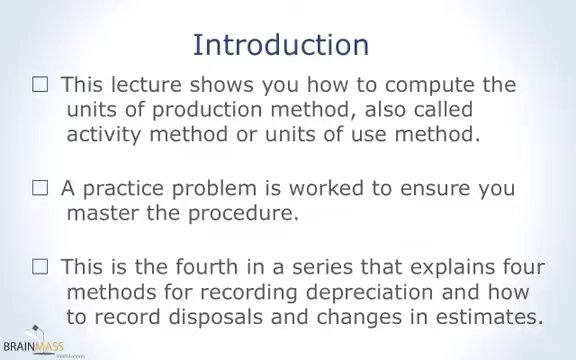 Introduction
This lecture shows you how to compute the
units of production method, also called
activity method or units of use method.
A practice problem is worked to ensure you
master the procedure.
This is the fourth in a series that explains four
methods for recording depreciation and how
to record disposals and changes in estimates.
BRAINMASS